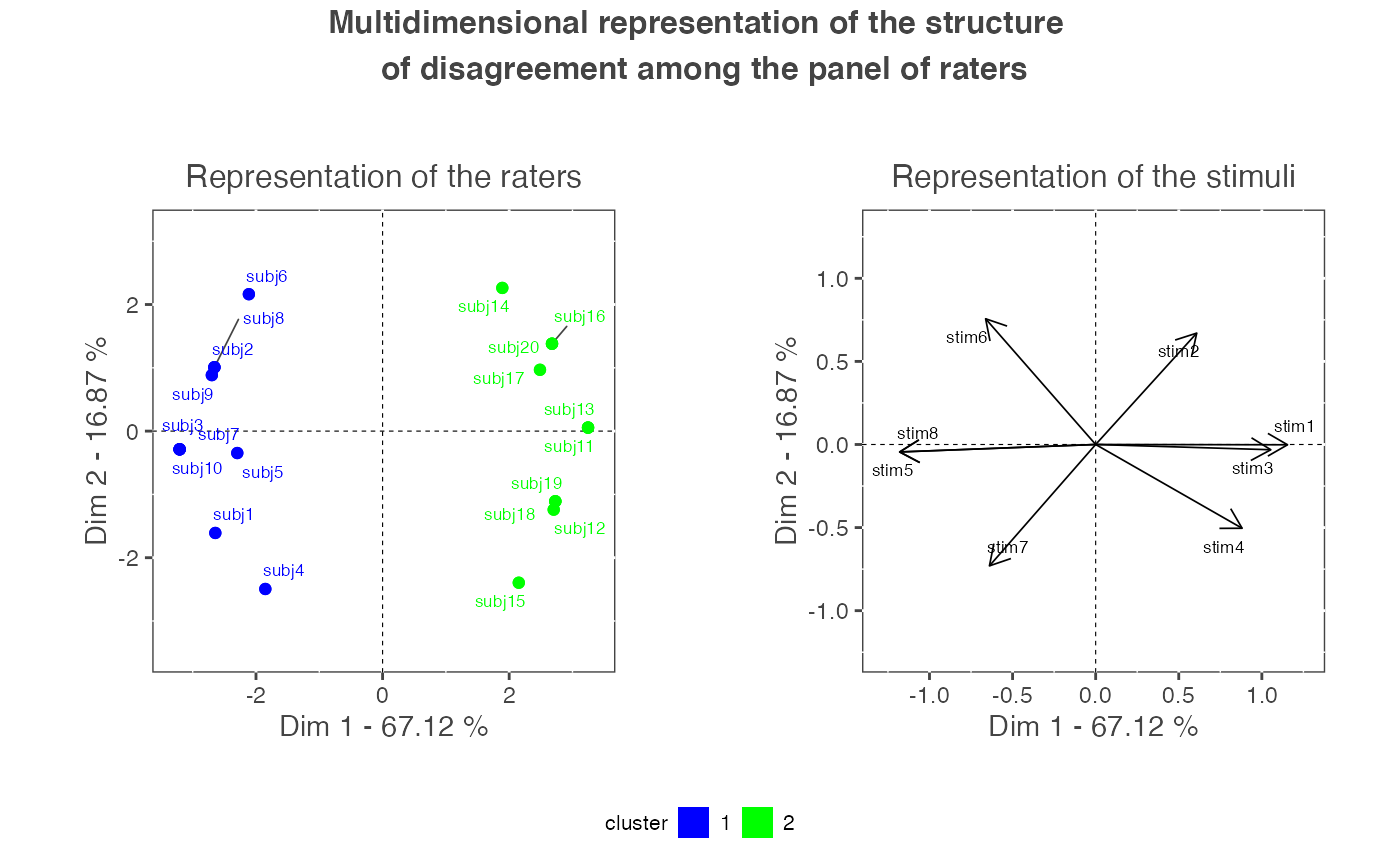 Multidimensional representation of the structure
of disagreement among the panel of raters
Representation of the raters
subj6
subj8
subj2
subj9
subj3
subj7
subj10
subj5
subj1
subj4
subj14
subj16
subj20
subj17
subj13
subj11
subj19
subj18
subj12
subj15
2
0
-2
-2
0
2
Dim 2 - 16.87 %
Dim 1 - 67.12 %
Representation of the stimuli
stim6
stim2
stim8
stim1
stim5
stim3
stim7
stim4
1.0
0.5
0.0
-0.5
-1.0
-1.0
-0.5
0.0
0.5
1.0
Dim 2 - 16.87 %
Dim 1 - 67.12 %
cluster 1 2